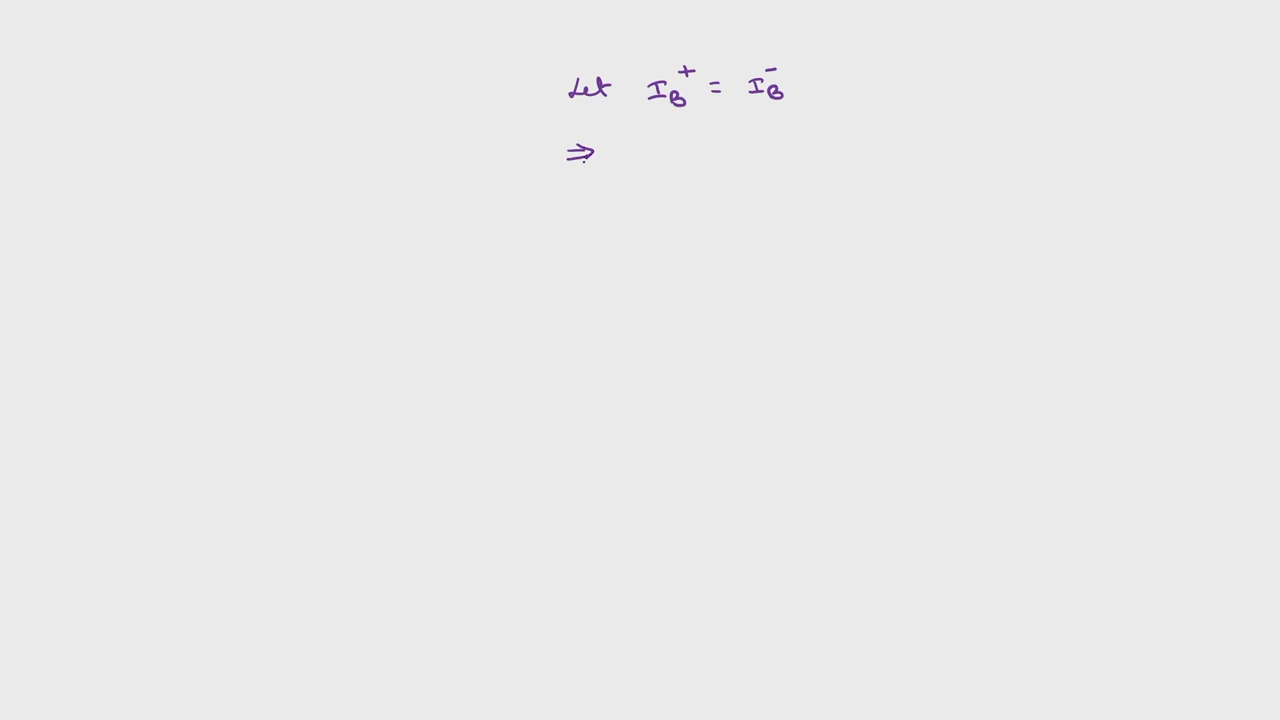 Let I_B^+ = I_B^-
⇒